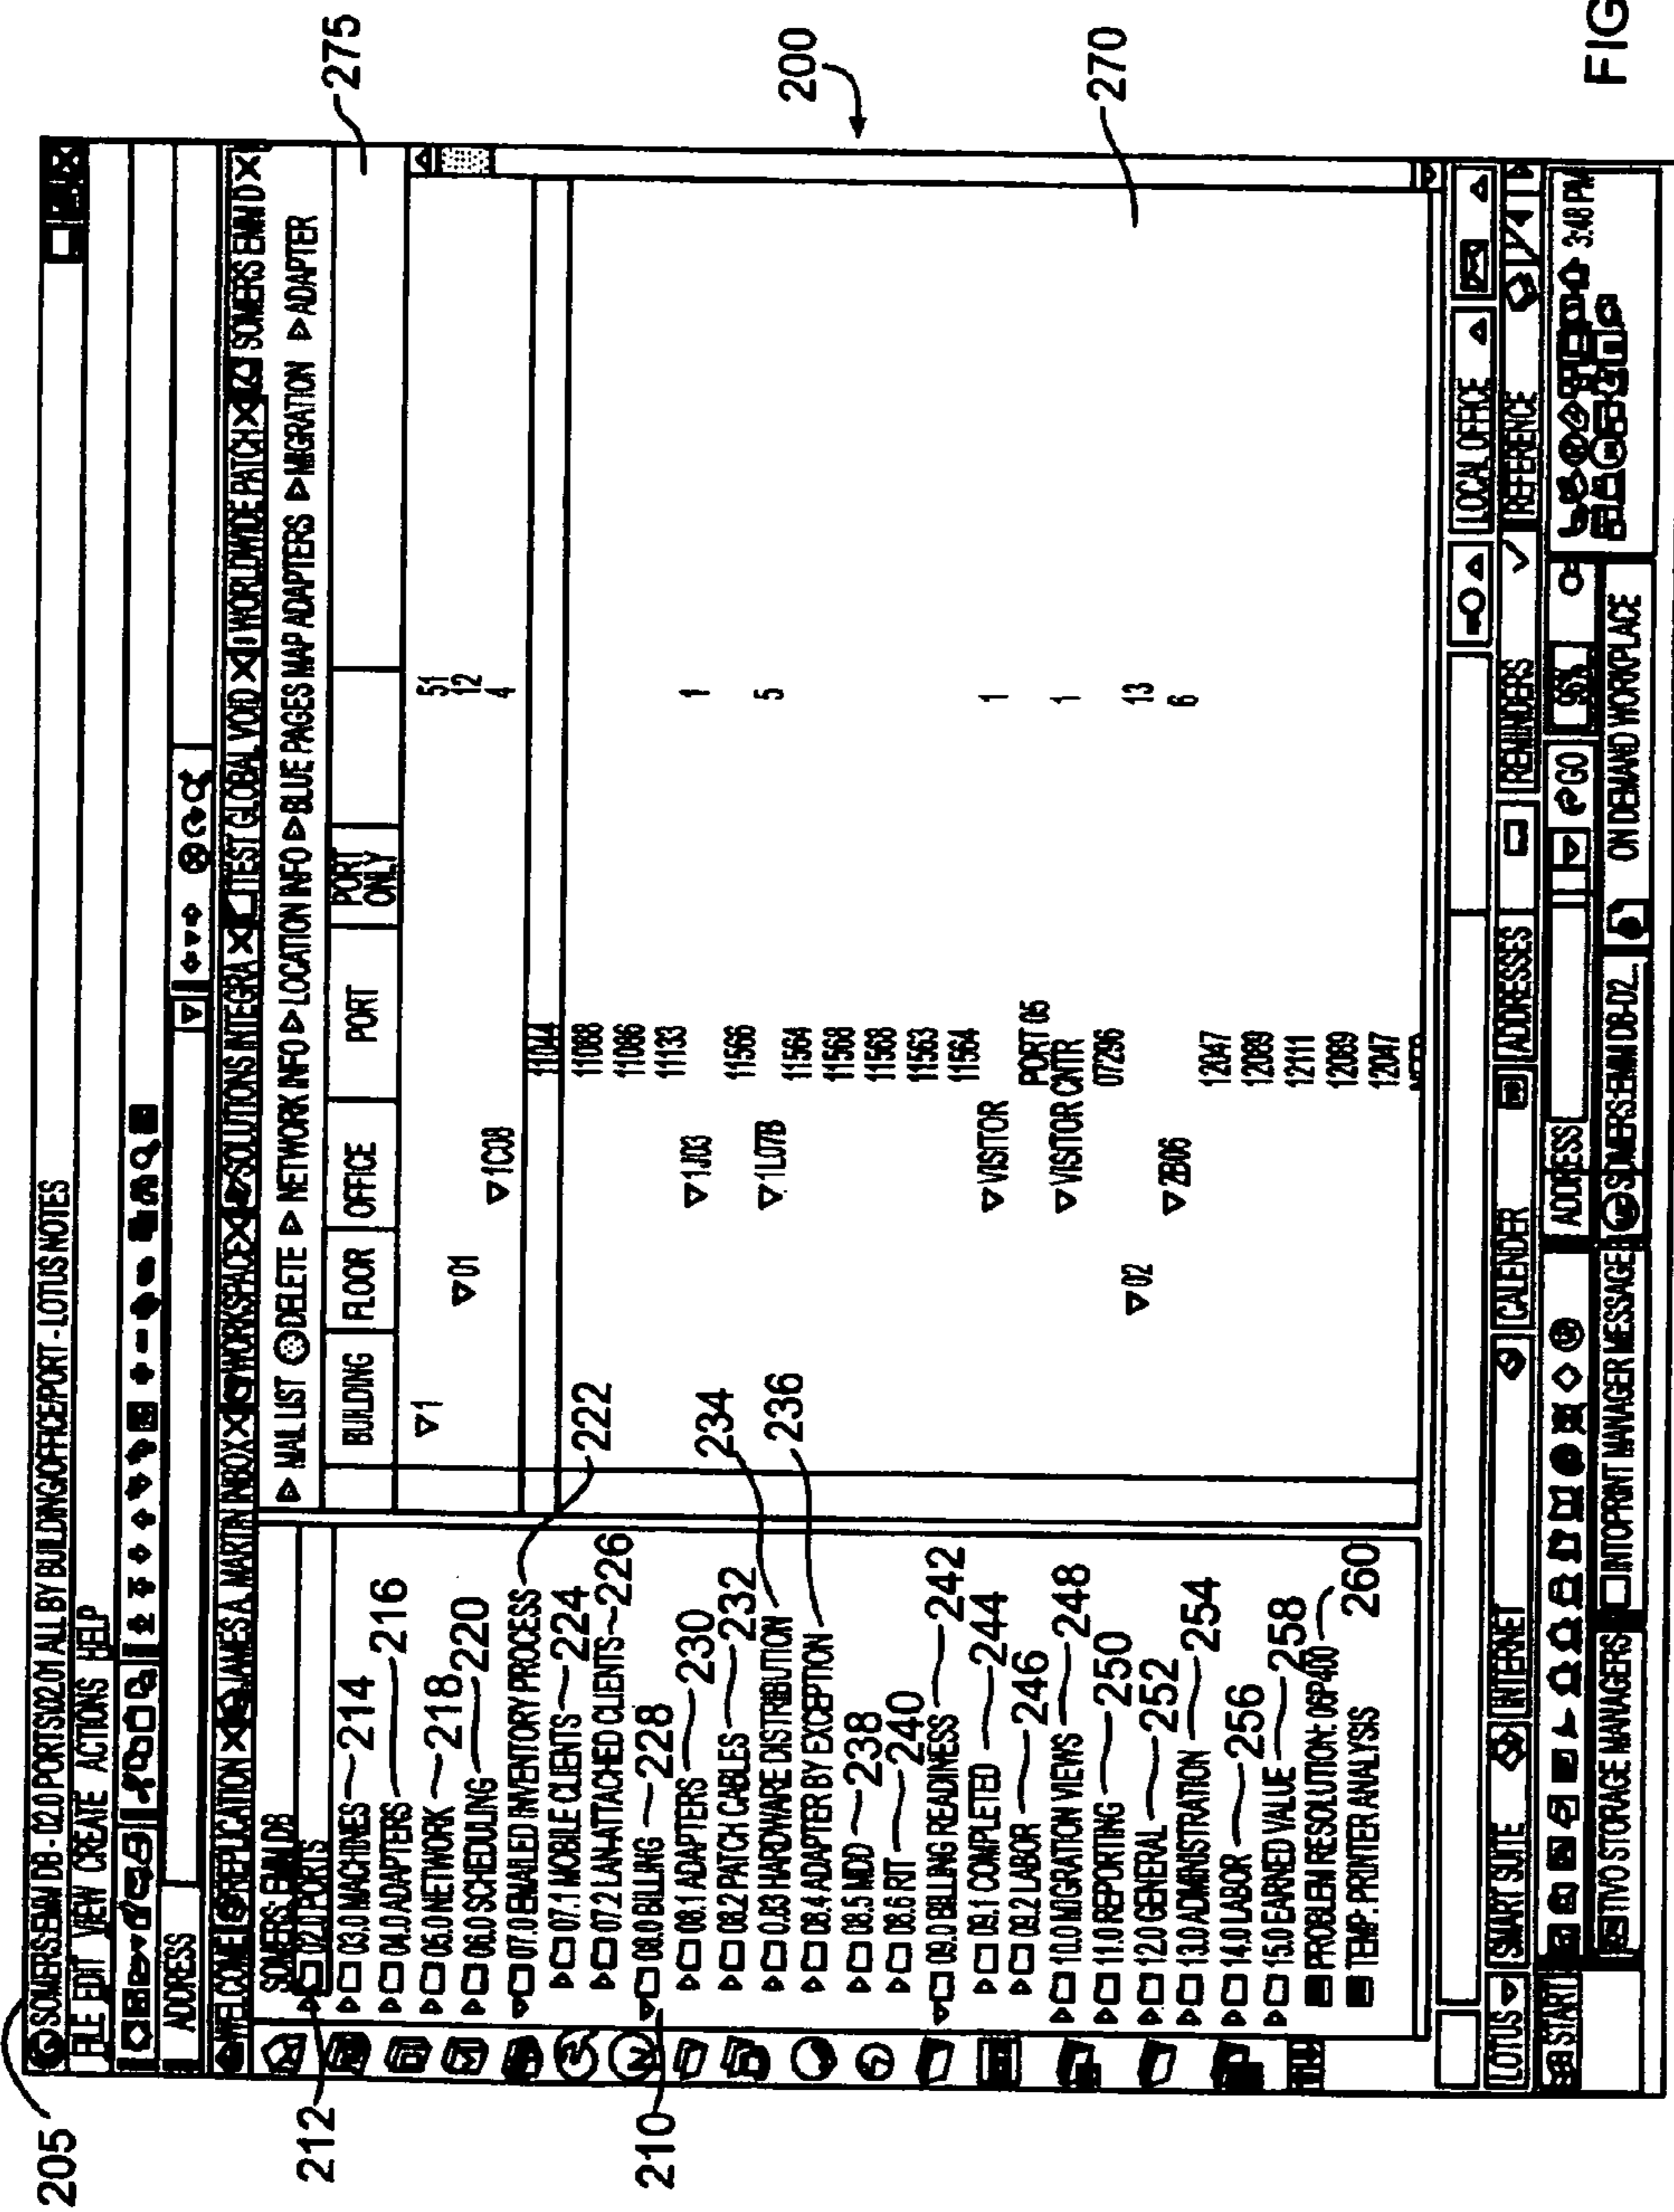 205
SOMERS:EMM DB - 02.0 PORTS\02.01 ALL BY BUILDING/OFFICE/PORT - LOTUS NOTES
FILE EDIT VIEW CREATE ACTIONS HELP
ADDRESS
WELCOME REPLICATION JAMES A. MARTIN INBOX WORKSPACE SOLUTIONS INTEGRA TEST GLOBAL VOD WORLDWIDE PATCH SOMERS EMM D
MAIL LIST DELETE NETWORK INFO LOCATION INFO BLUE PAGES MAP ADAPTERS MIGRATION ADAPTER
275
BUILDING FLOOR OFFICE PORT PORT ONLY
1 51
01 12
1C08 4
11044
11088
11086
11133
1J03 1
11566
1L07B 5
11564
11568
11568
11563
11564
VISITOR 1
PORT 05
VISITOR CNTR 1
07296
02 13
2B06 6
12047
12089
12111
12089
12047
200
270
SOMERS: EMM DB
212
02.0 PORTS
03.0 MACHINES 214
04.0 ADAPTERS 216
05.0 NETWORK 218
06.0 SCHEDULING 220
07.0 EMAILED INVENTORY PROCESS 222
07.1 MOBILE CLIENTS 224
07.2 LAN-ATTACHED CLIENTS 226
210
08.0 BILLING 228
08.1 ADAPTERS 230
08.2 PATCH CABLES 232
0.83 HARDWARE DISTRIBUTION 234
08.4 ADAPTER BY EXCEPTION 236
08.5 MDD 238
08.6 RIT 240
09.0 BILLING READINESS 242
09.1 COMPLETED 244
09.2 LABOR 246
10.0 MIGRATION VIEWS 248
11.0 REPORTING 250
12.0 GENERAL 252
13.0 ADMINISTRATION 254
14.0 LABOR 256
15.0 EARNED VALUE 258
PROBLEM RESOLUTION: 06P400 260
TEMP: PRINTER ANALYSIS
LOCAL OFFICE
LOTUS SMART SUITE INTERNET CALENDER ADDRESSES REMINDERS REFERENCE
START ADDRESS GO 96% 3:48 PM
TIVO STORAGE MANAGERS INTOPRINT MANAGER MESSAGE SOMERS:EMM DB-D2... ON DEMAND WORKPLACE
FIG